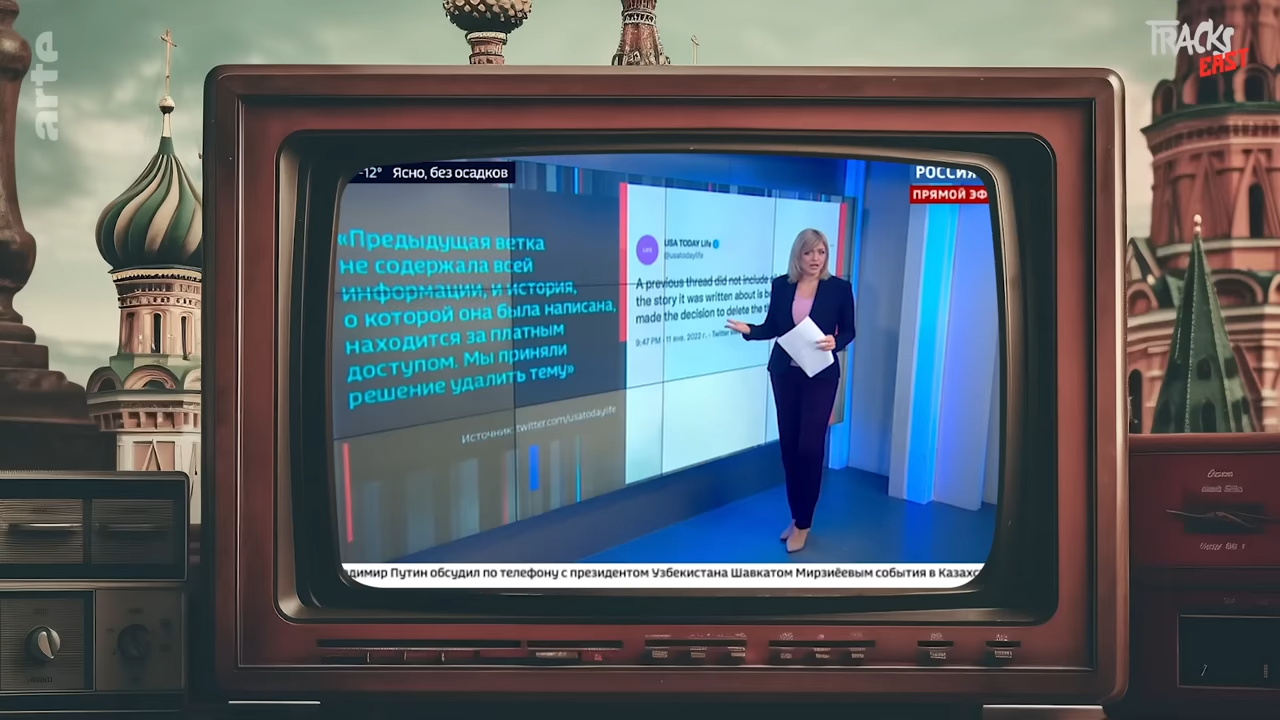 arte
TRACKS
EAST
-12° Ясно, без осадков
РОССИЯ
ПРЯМОЙ ЭФ
«Предыдущая ветка
не содержала всей
информации, и история,
о которой она была написана,
находится за платным
доступом. Мы приняли
решение удалить тему»
Источник: twitter.com/usatodaylife
LIFE
USA TODAY Life
@usatodaylife
A previous thread did not include
the story it was written about is
made the decision to delete the
9:47 PM · 11 янв. 2022 г. · Twitter
димир Путин обсудил по телефону с президентом Узбекистана Шавкатом Мирзиёевым события в Казахс